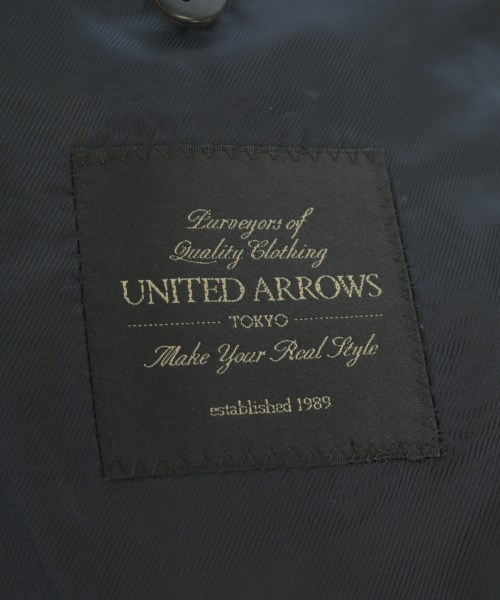 Purveyors of
Quality Clothing
UNITED ARROWS
TOKYO
Make Your Real Style
established 1989